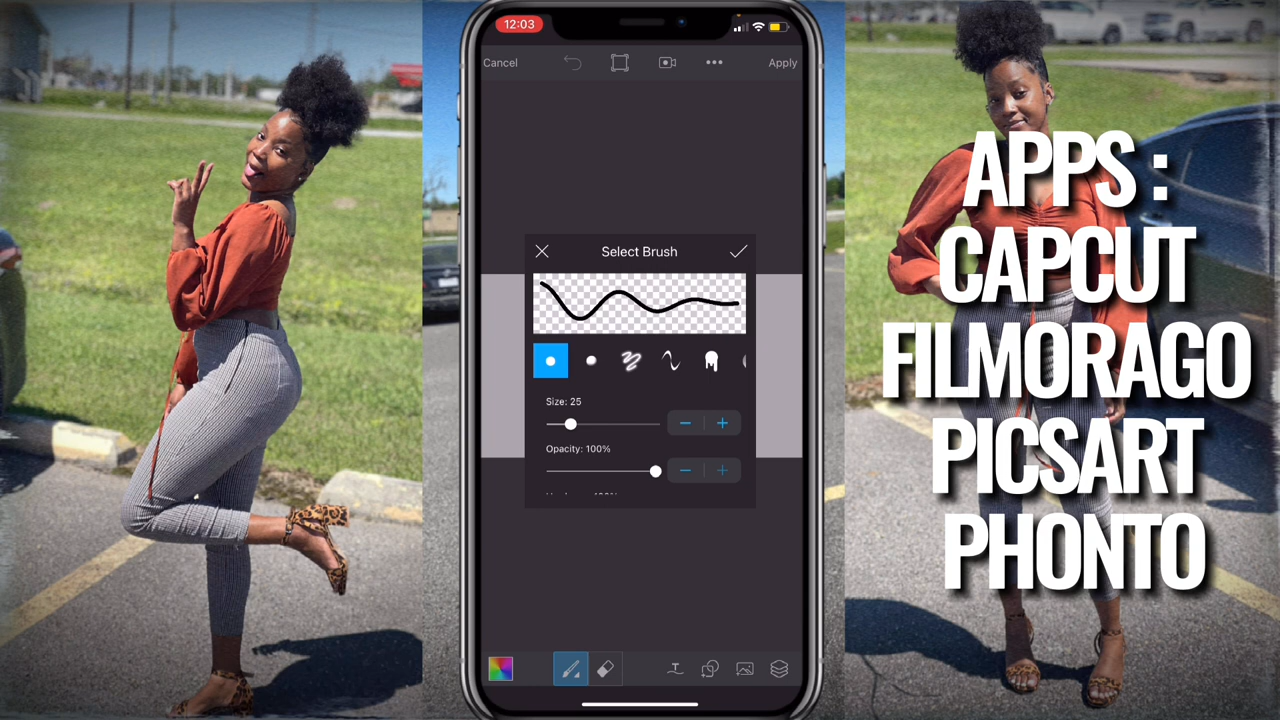 12:03
Cancel
Apply
Select Brush
Size: 25
Opacity: 100%
APPS :
CAPCUT
FILMORAGO
PICSART
PHONTO